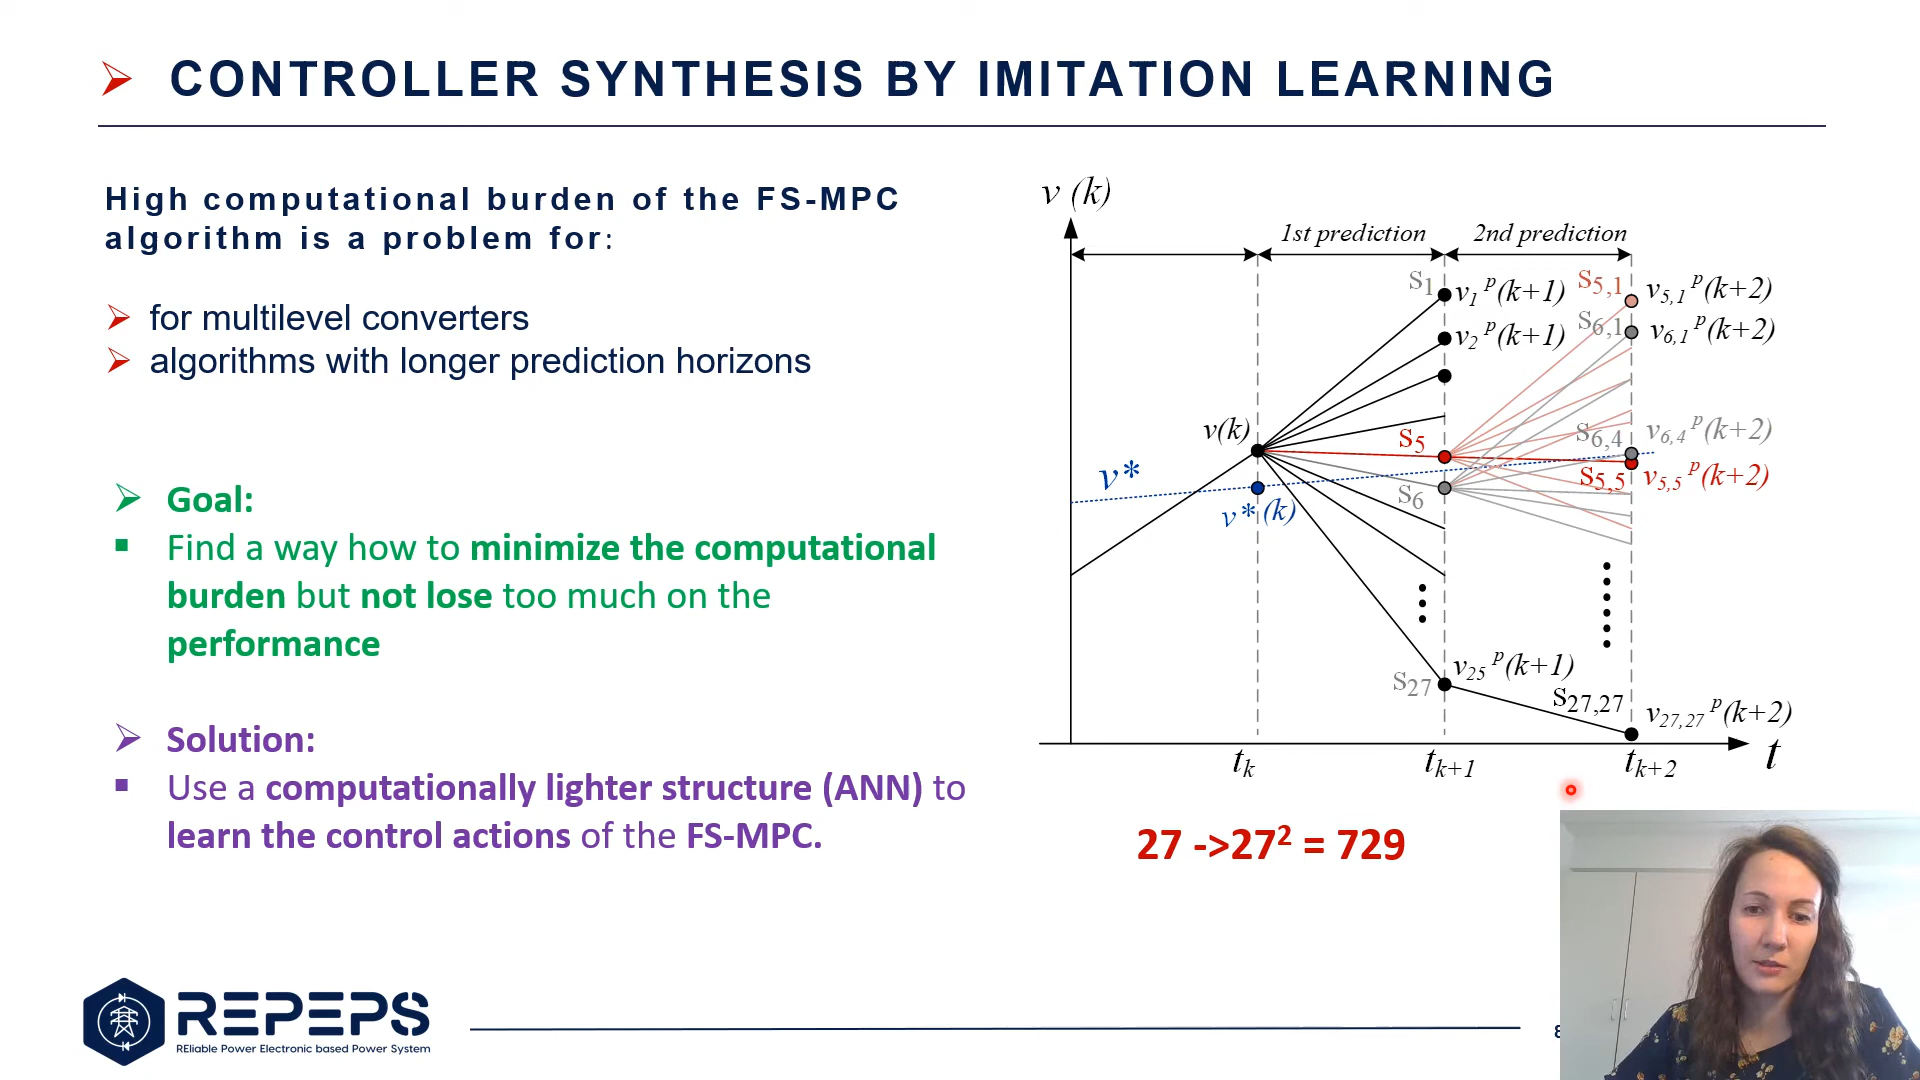 CONTROLLER SYNTHESIS BY IMITATION LEARNING
High computational burden of the FS-MPC
algorithm is a problem for:
for multilevel converters
algorithms with longer prediction horizons
Goal:
Find a way how to minimize the computational
burden but not lose too much on the
performance
Solution:
Use a computationally lighter structure (ANN) to
learn the control actions of the FS-MPC.
v (k)
1st prediction
2nd prediction
S1
v1 p(k+1)
S5,1
v5,1 p(k+2)
v2 p(k+1)
S6,1
v6,1 p(k+2)
v(k)
S5
S6,4
v6,4 p(k+2)
v*
S6
S5,5
v5,5 p(k+2)
v*(k)
S27
v25 p(k+1)
S27,27
v27,27 p(k+2)
tk
tk+1
tk+2
t
27 ->27² = 729
REPEPS
REliable Power Electronic based Power System
8